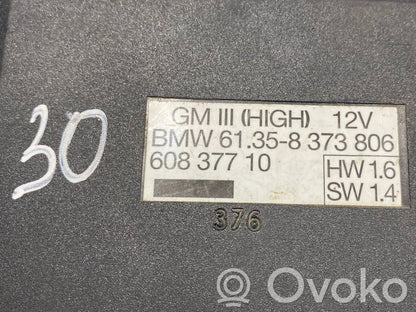 30
GM III (HIGH) 12V
BMW 61.35-8 373 806
608 377 10
HW 1.6
SW 1.4
376
Ovoko